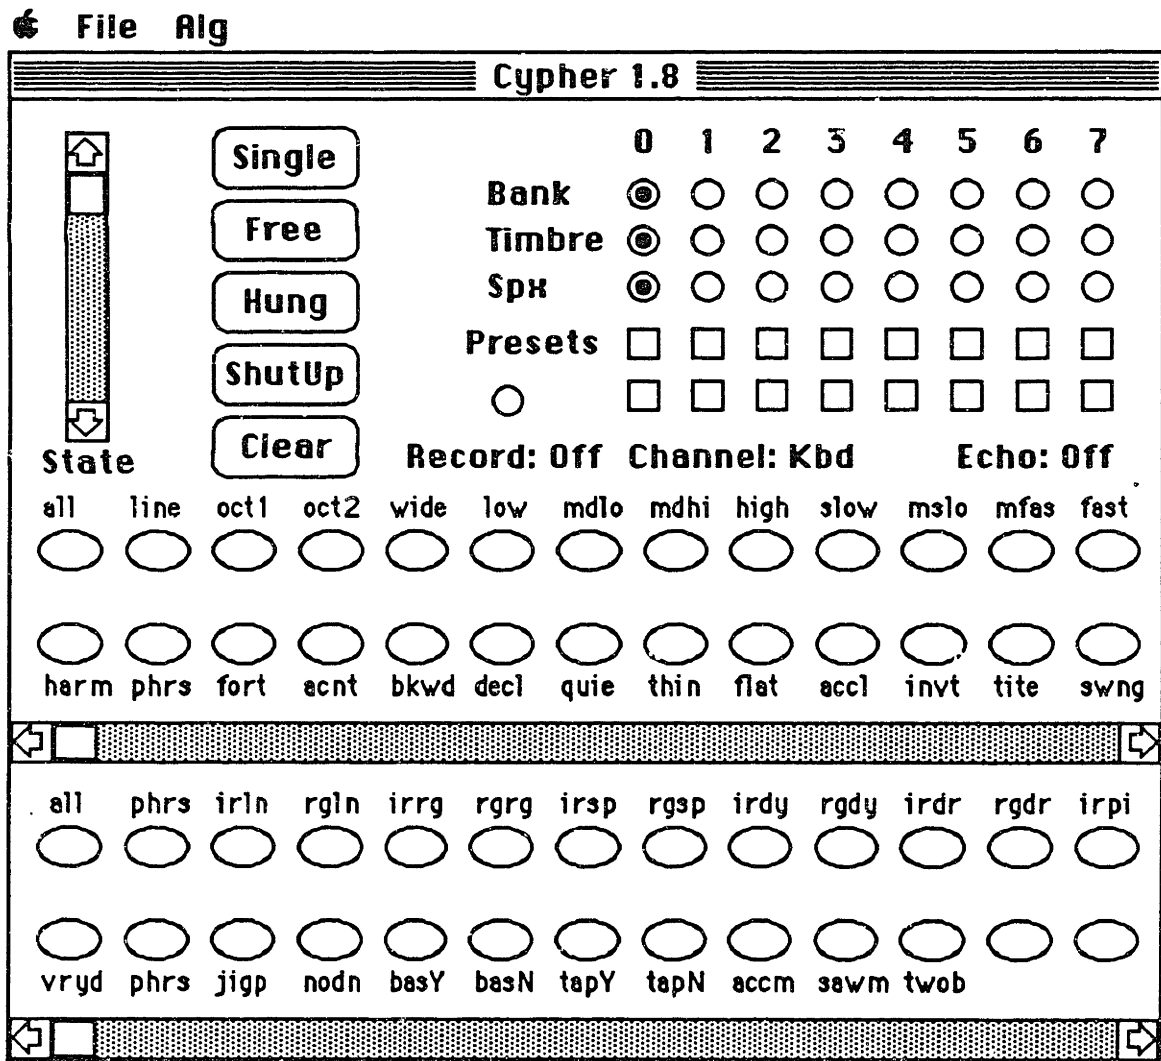 File Alg
Cypher 1.8
0 1 2 3 4 5 6 7
Single
Bank
Free
Timbre
Hung
Spx
Presets
ShutUp
Clear
State
Record: Off Channel: Kbd Echo: Off
all line oct1 oct2 wide low mdlo mdhi high slow mslo mfas fast
harm phrs fort acnt bkwd decl quie thin flat accl invt tite swng
all phrs irln rgln irrg rgrg irsp rgsp irdy rgdy irdr rgdr irpi
vryd phrs jigp nodn basY basN tapY tapN accm sawm twob